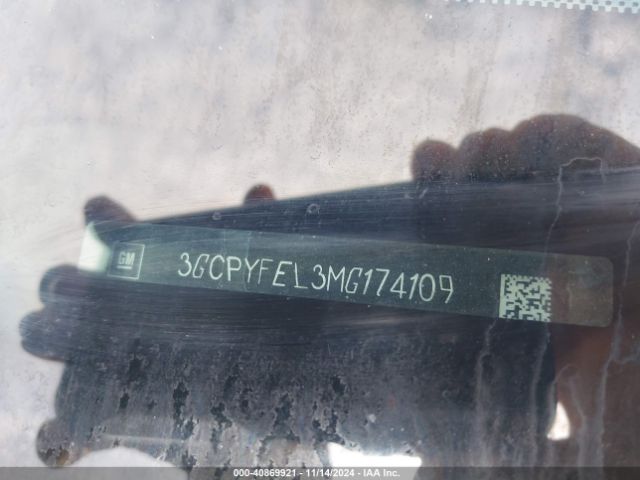 GM
3GCPYFEL3MG174109
000-40869921 - 11/14/2024 - IAA Inc.